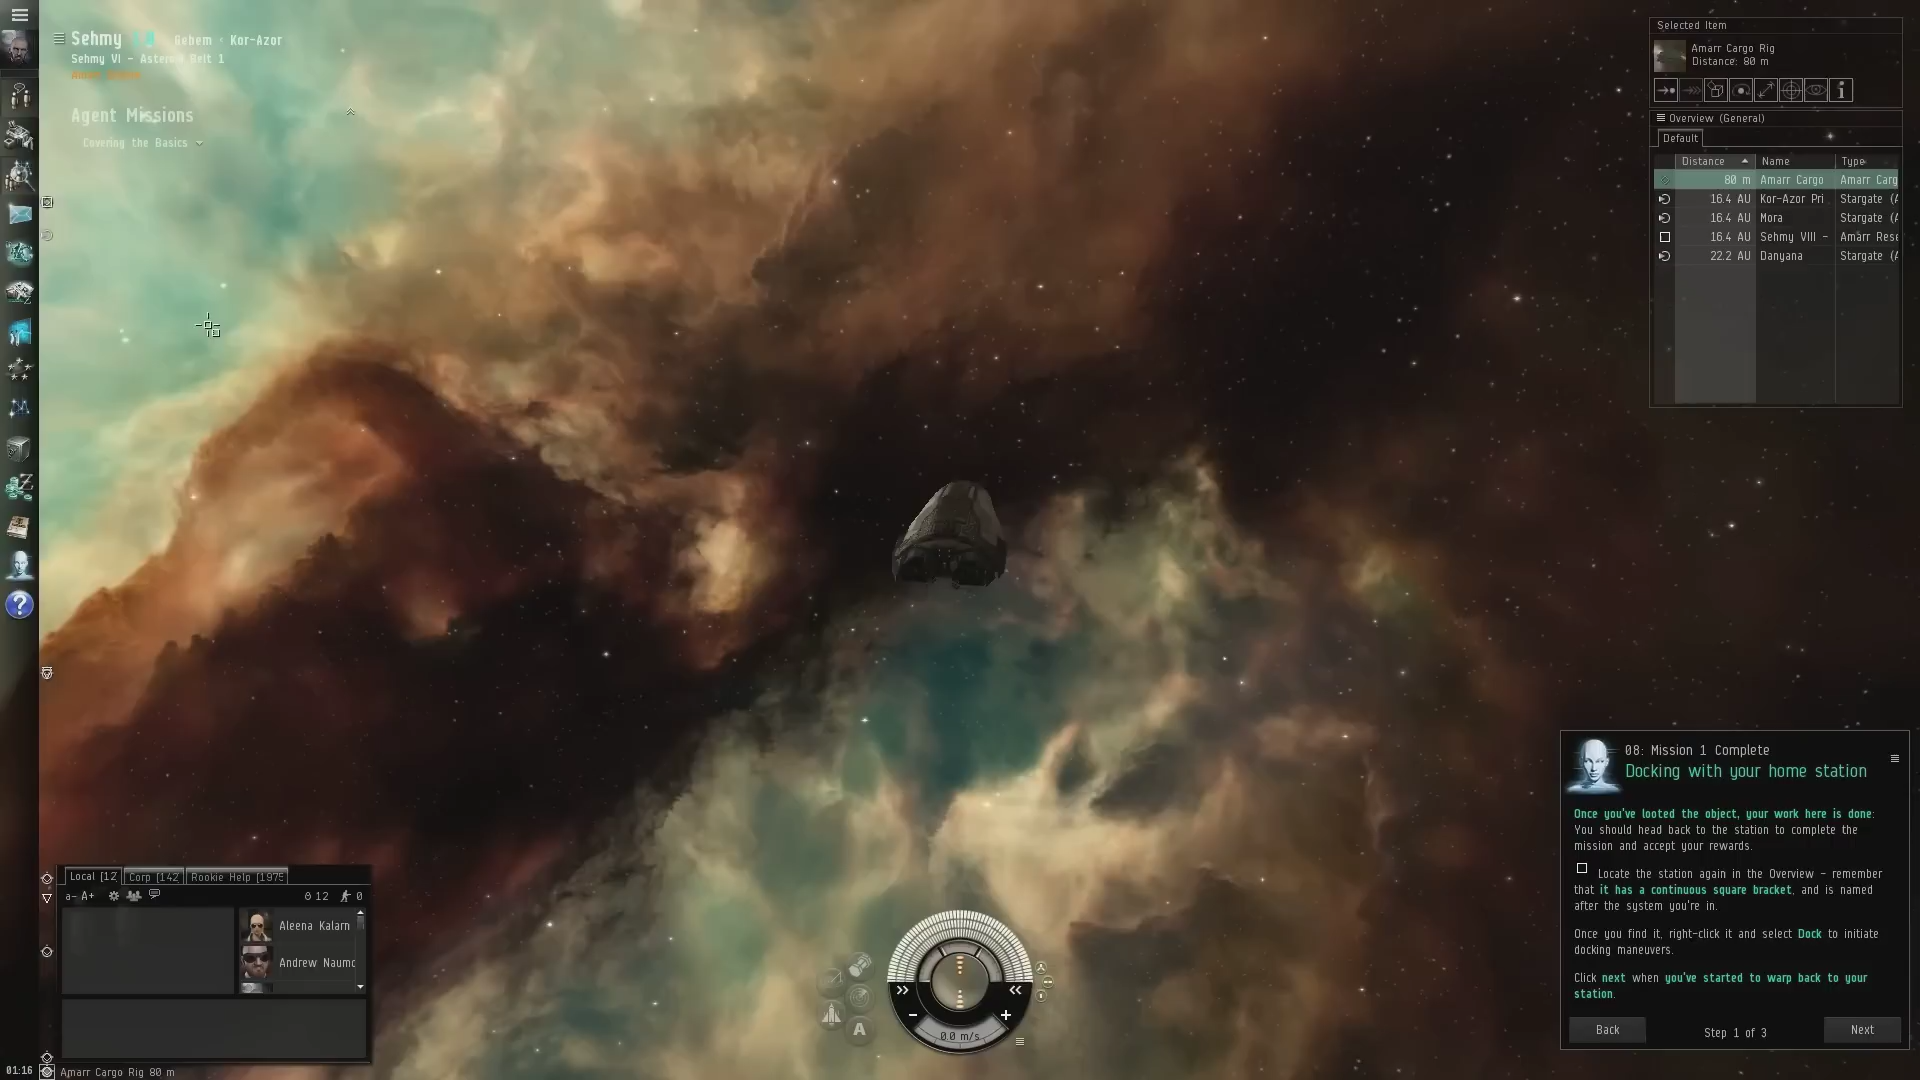 Sehmy
Gehem < Kor-Azor
Sehmy VI - Belt 1
Agent Missions
Covering the Basics
Selected Item
Amarr Cargo Rig
Distance: 80 m
Overview (General)
Default
Distance Name Type
80 m Amarr Cargo Amarr Carg
16.4 AU Kor-Azor Pri Stargate (A
16.4 AU Mora Stargate (A
16.4 AU Sehmy VIII - Amarr Rese
22.2 AU Danyana Stargate (A
08: Mission 1 Complete
Docking with your home station
Once you've looted the object, your work here is done:
You should head back to the station to complete the
mission and accept your rewards.
Locate the station again in the Overview - remember
that it has a continuous square bracket, and is named
after the system you're in.
Once you find it, right-click it and select Dock to initiate
docking maneuvers.
Click next when you've started to warp back to your
station.
Back Step 1 of 3 Next
Local [12 Corp [142 Rookie Help [1975
a- A+ 12 0
Aleena Kalarn
Andrew Naumo
A
0.0 m/s
01:16
Amarr Cargo Rig 80 m